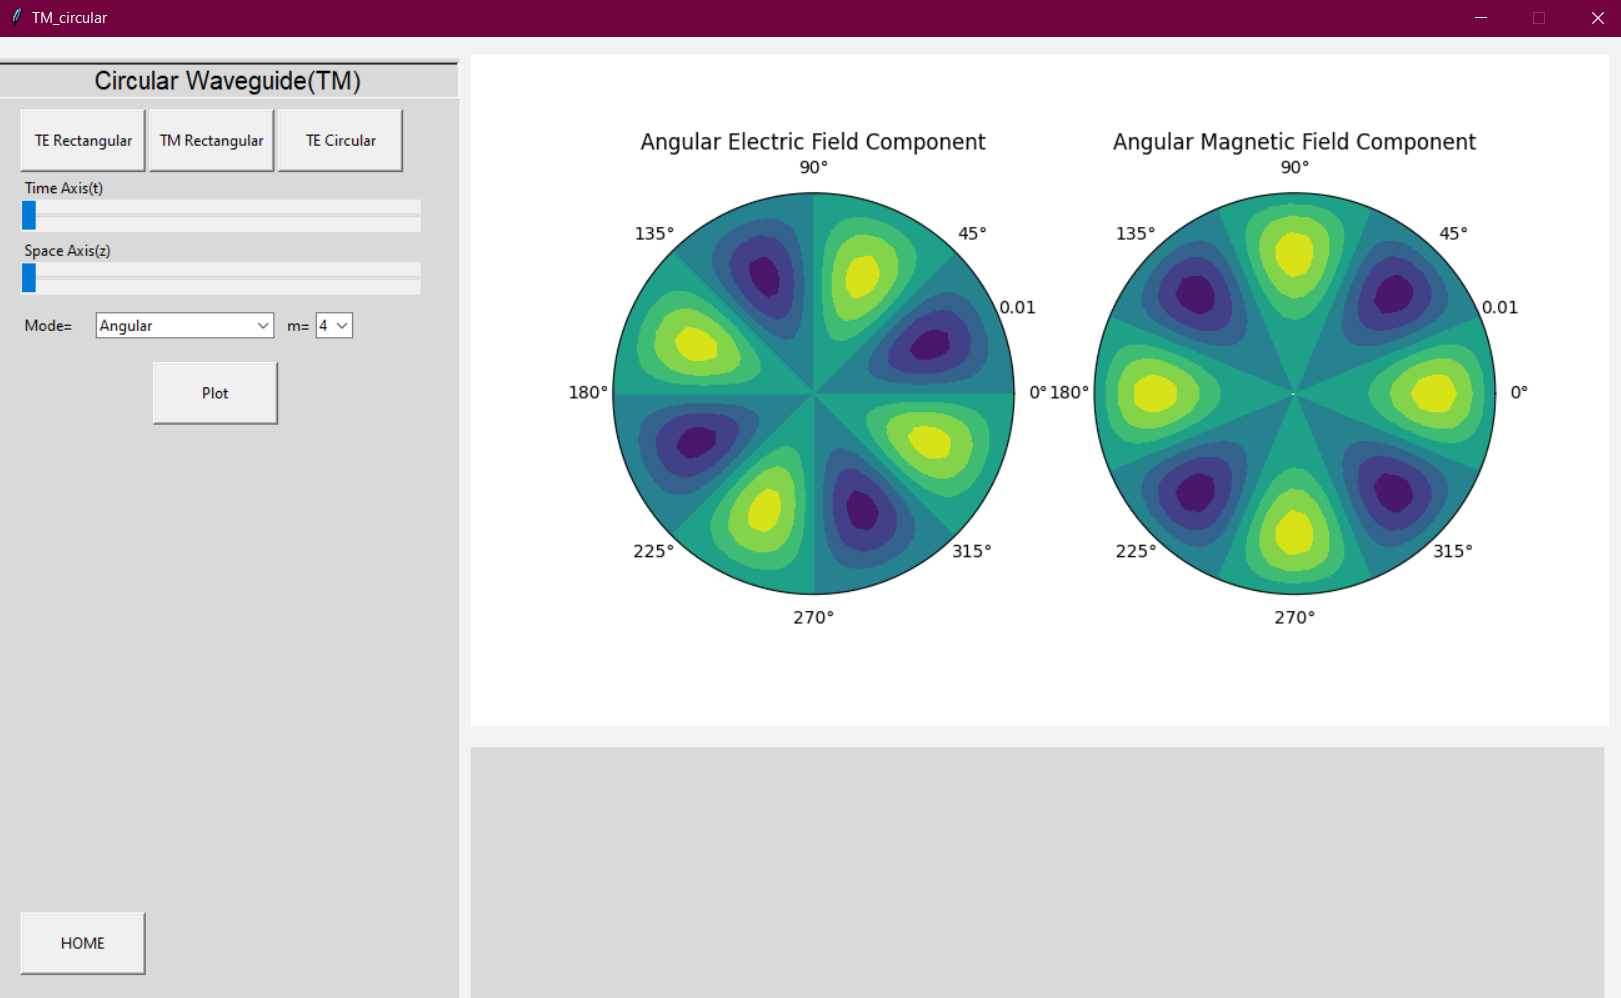 TM_circular
Circular Waveguide(TM)
TE Rectangular
TM Rectangular
TE Circular
Time Axis(t)
Space Axis(z)
Mode= Angular m= 4
Plot
HOME
Angular Electric Field Component
90°
135°
45°
0.01
180°
0°
225°
315°
270°
Angular Magnetic Field Component
90°
135°
45°
0.01
180°
0°
225°
315°
270°